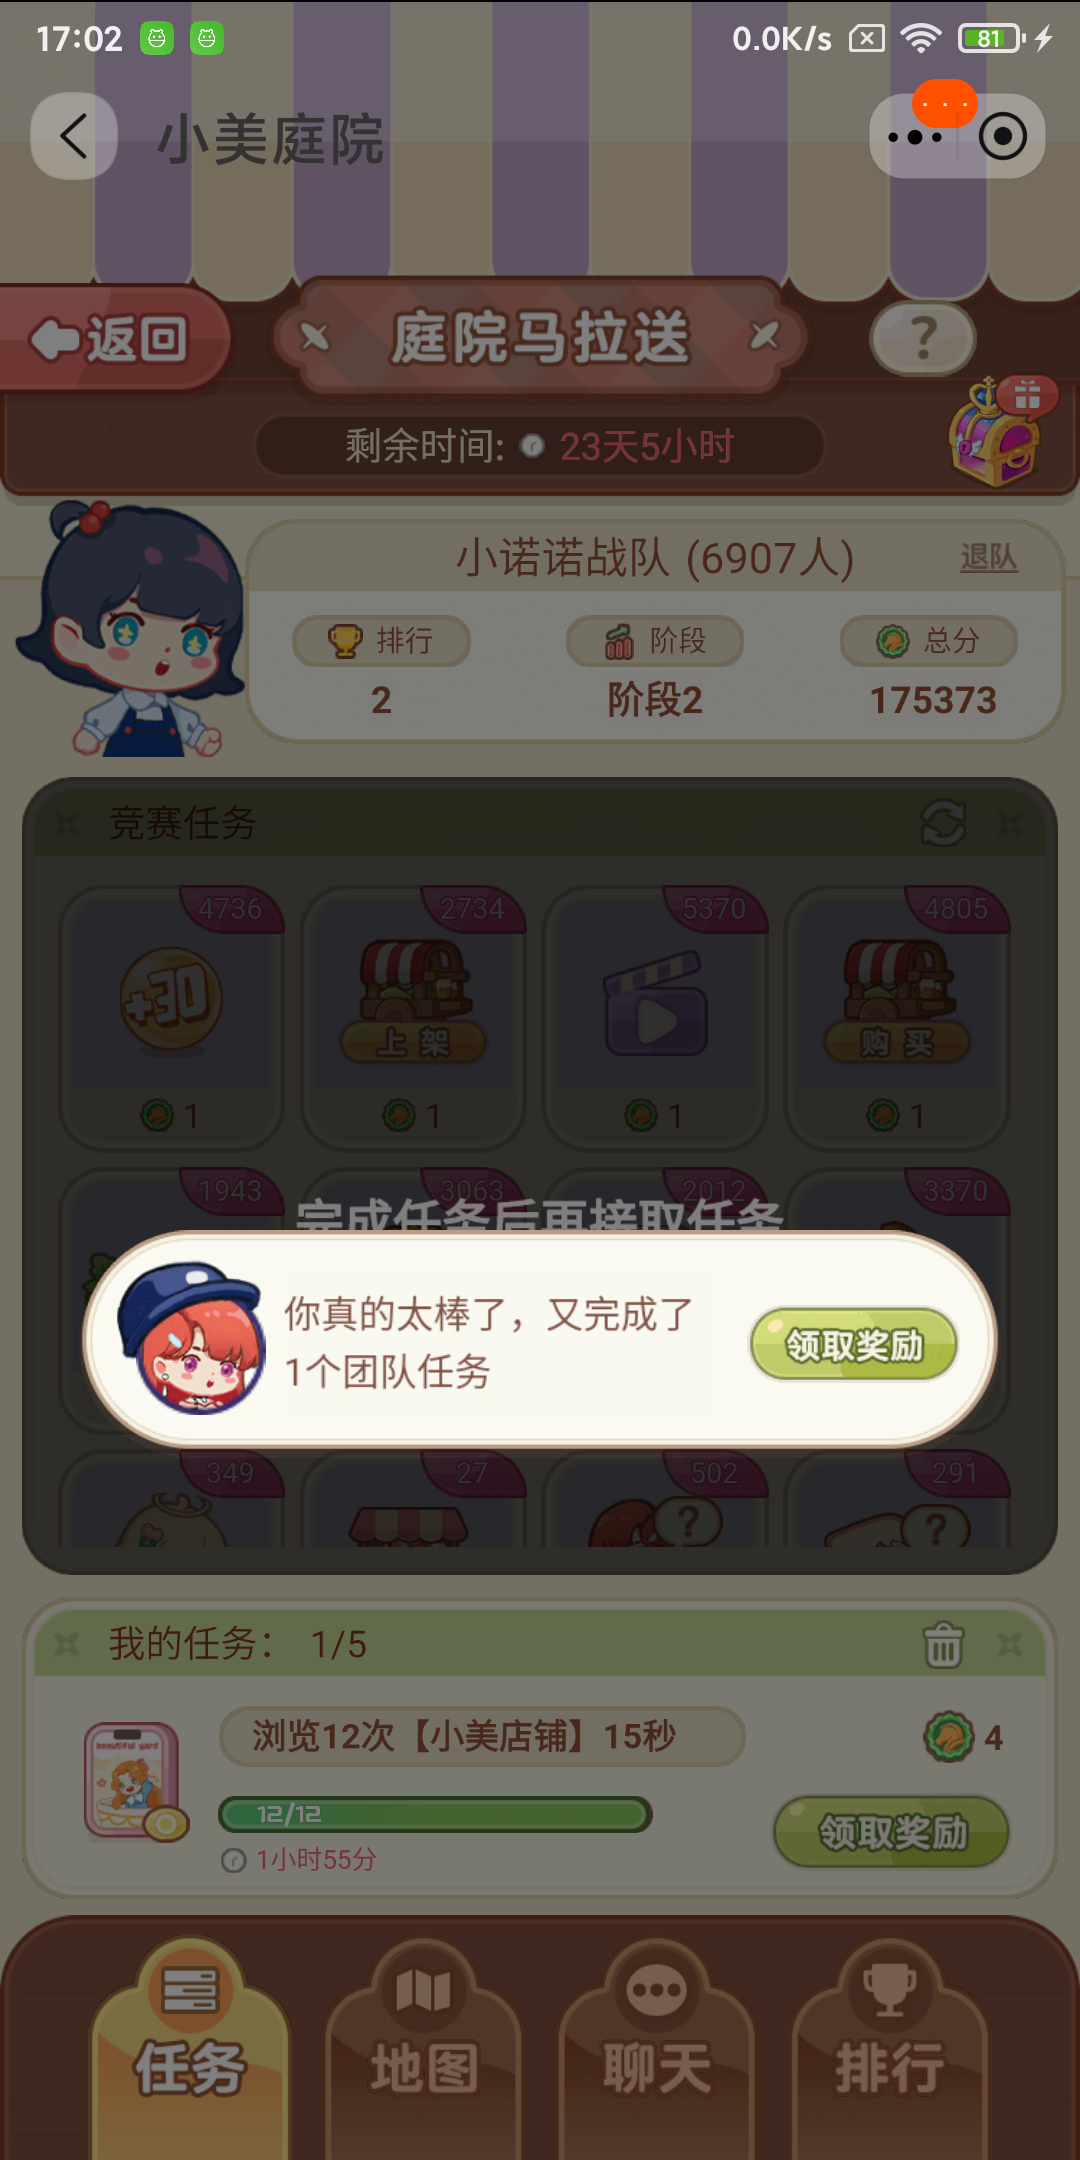 17:02
0.0K/s
81
小美庭院
返回
庭院马拉送
?
剩余时间:
23天5小时
小诺诺战队 (6907人)
退队
排行
阶段
总分
2
阶段2
175373
竞赛任务
4736
2734
5370
4805
+30
上架
购买
1
1
1
1
1943
3063
2012
3370
完成任务后再接取任务
你真的太棒了，又完成了
1个团队任务
领取奖励
349
27
502
291
?
?
我的任务： 1/5
beautiful yard
浏览12次【小美店铺】15秒
4
12/12
领取奖励
1小时55分
任务
地图
聊天
排行